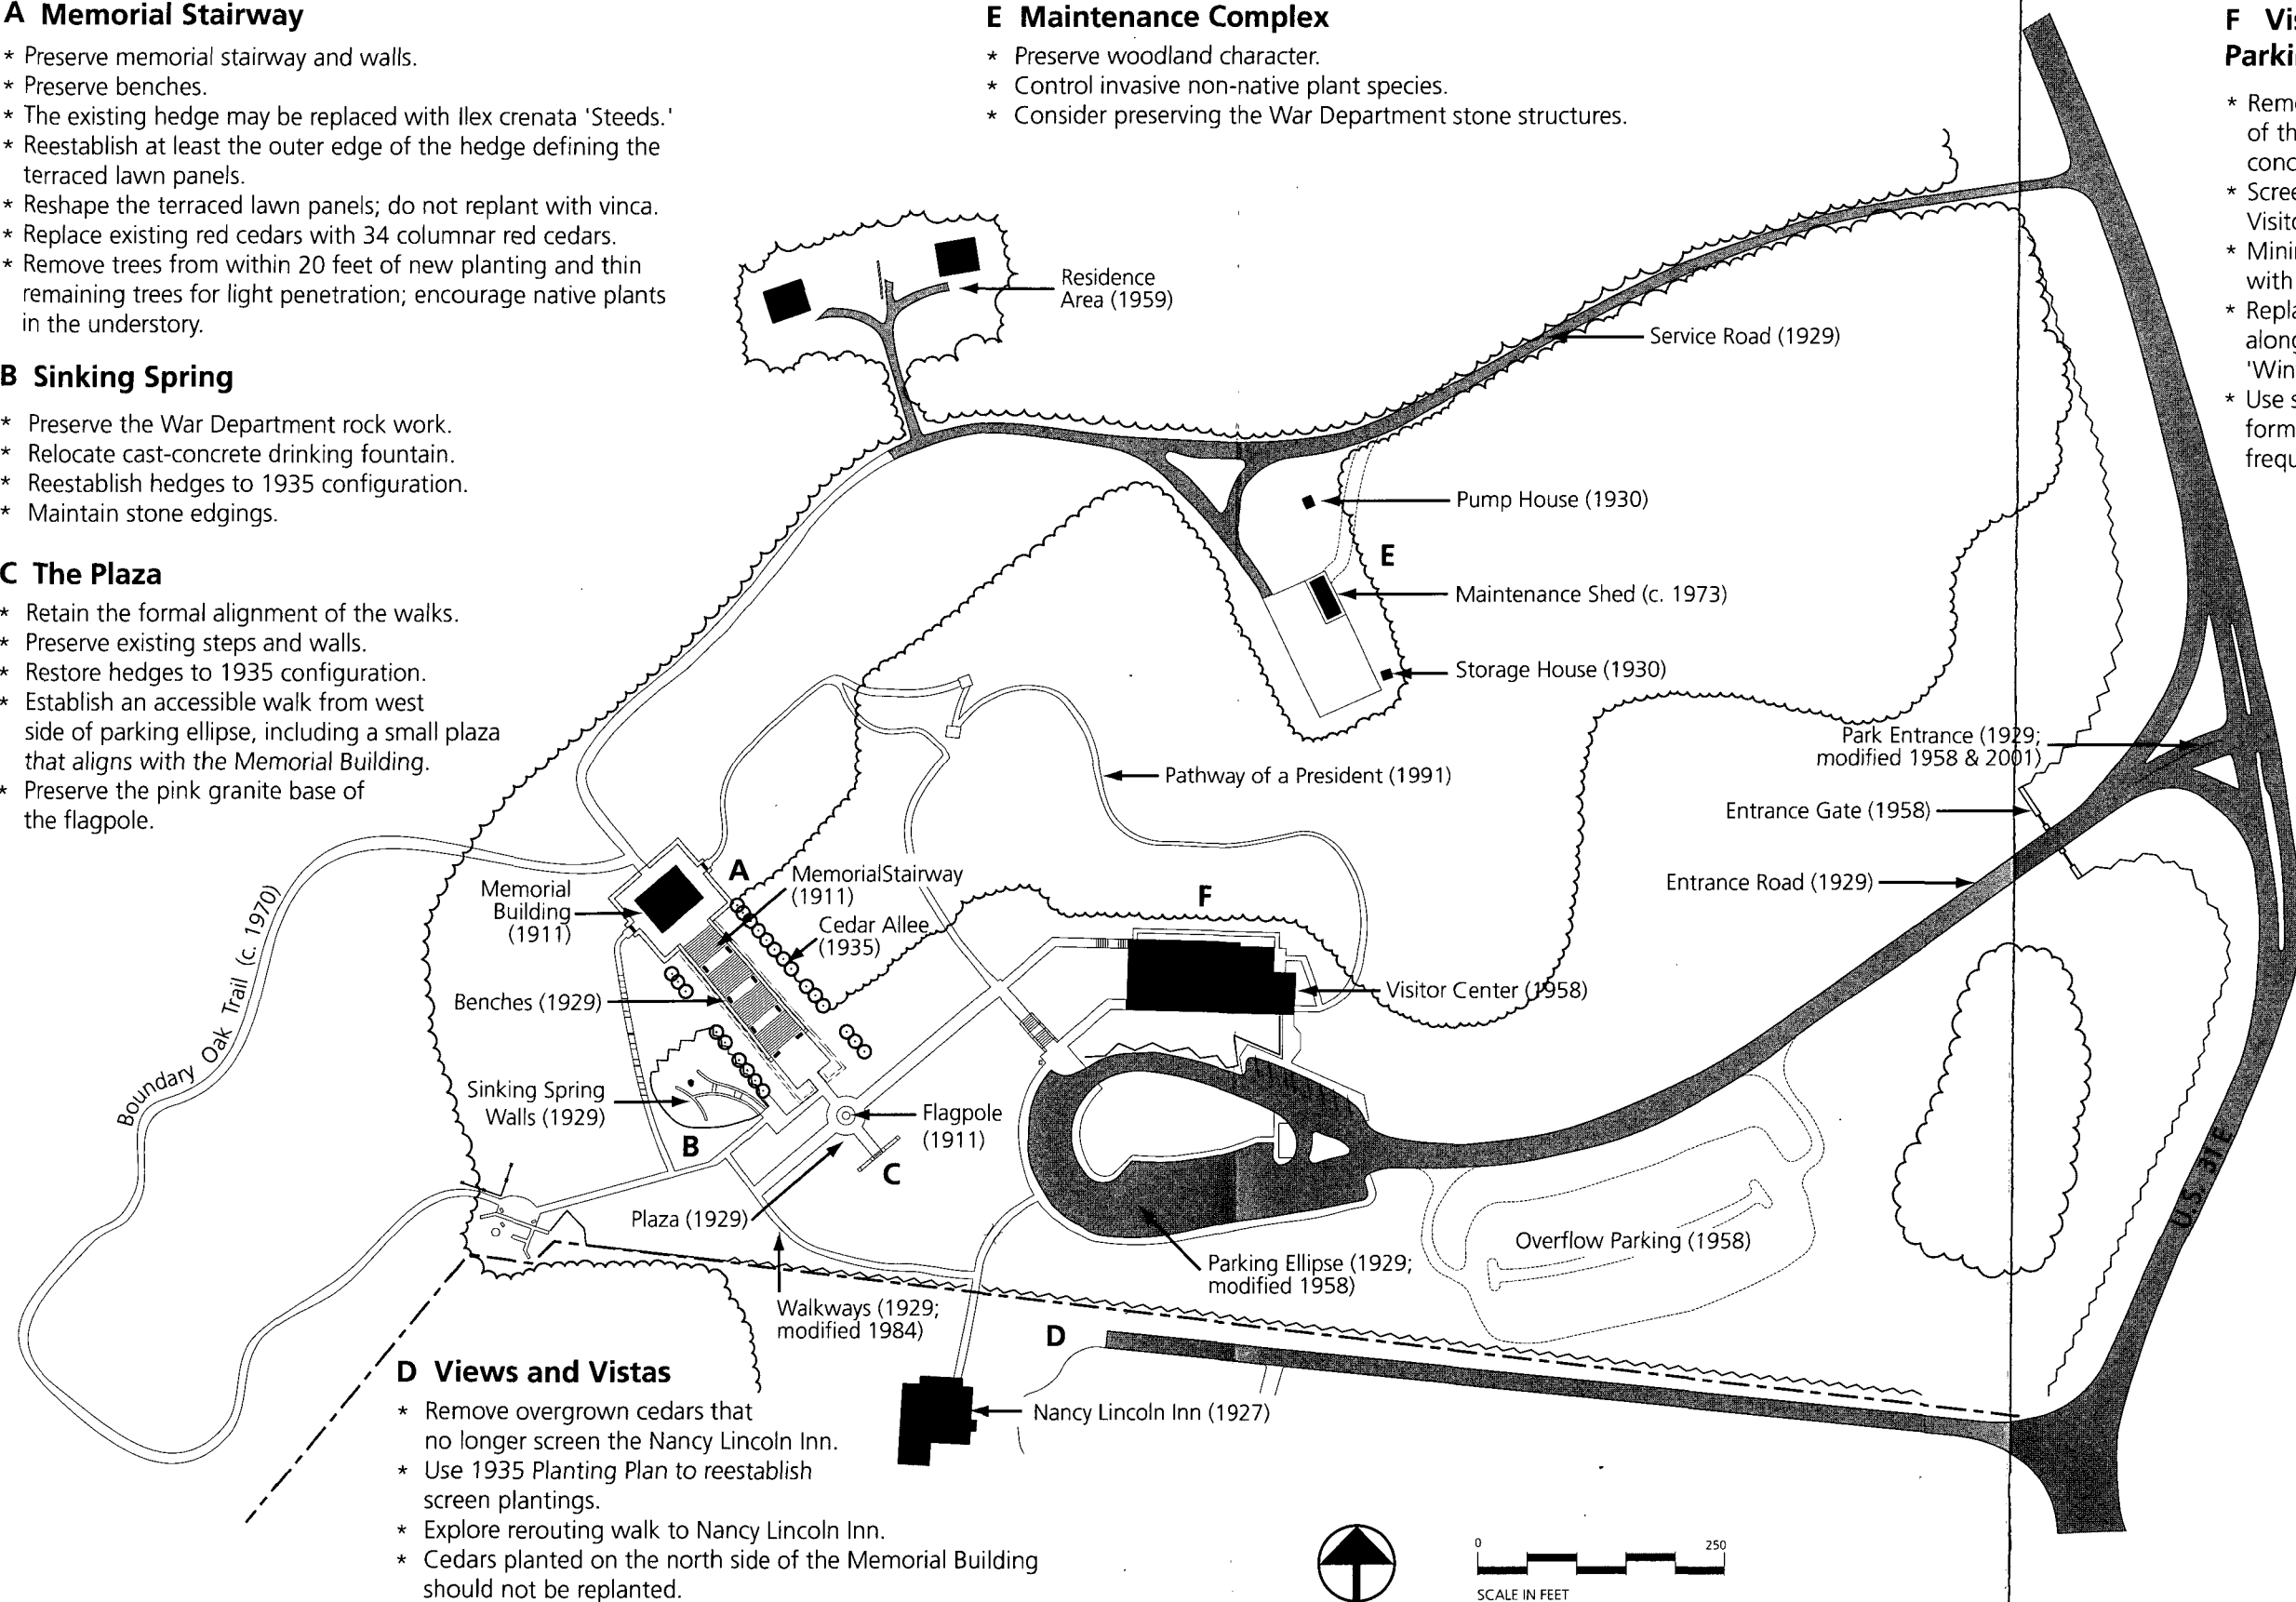 A Memorial Stairway
* Preserve memorial stairway and walls.
* Preserve benches.
* The existing hedge may be replaced with Ilex crenata 'Steeds.'
* Reestablish at least the outer edge of the hedge defining the
terraced lawn panels.
* Reshape the terraced lawn panels; do not replant with vinca.
* Replace existing red cedars with 34 columnar red cedars.
* Remove trees from within 20 feet of new planting and thin
remaining trees for light penetration; encourage native plants
in the understory.
B Sinking Spring
* Preserve the War Department rock work.
* Relocate cast-concrete drinking fountain.
* Reestablish hedges to 1935 configuration.
* Maintain stone edgings.
C The Plaza
* Retain the formal alignment of the walks.
* Preserve existing steps and walls.
* Restore hedges to 1935 configuration.
* Establish an accessible walk from west
side of parking ellipse, including a small plaza
that aligns with the Memorial Building.
* Preserve the pink granite base of
the flagpole.
E Maintenance Complex
* Preserve woodland character.
* Control invasive non-native plant species.
* Consider preserving the War Department stone structures.
F Vi
Parki
* Rem
of th
conc
* Scre
Visito
* Mini
with
* Repla
along
'Win
* Use s
form
frequ
Residence
Area (1959)
Service Road (1929)
Pump House (1930)
E
Maintenance Shed (c. 1973)
Storage House (1930)
Park Entrance (1929;
modified 1958 & 2001)
Pathway of a President (1991)
Entrance Gate (1958)
Entrance Road (1929)
A
MemorialStairway
(1911)
Memorial
Building
(1911)
Cedar Allee
(1935)
F
Boundary Oak Trail (c. 1970)
Benches (1929)
Visitor Center (1958)
Sinking Spring
Walls (1929)
Flagpole
(1911)
B
C
U.S. 31 E
Plaza (1929)
Overflow Parking (1958)
Parking Ellipse (1929;
modified 1958)
Walkways (1929;
modified 1984)
D
Nancy Lincoln Inn (1927)
D Views and Vistas
* Remove overgrown cedars that
no longer screen the Nancy Lincoln Inn.
* Use 1935 Planting Plan to reestablish
screen plantings.
* Explore rerouting walk to Nancy Lincoln Inn.
* Cedars planted on the north side of the Memorial Building
should not be replanted.
0 250
SCALE IN FEET